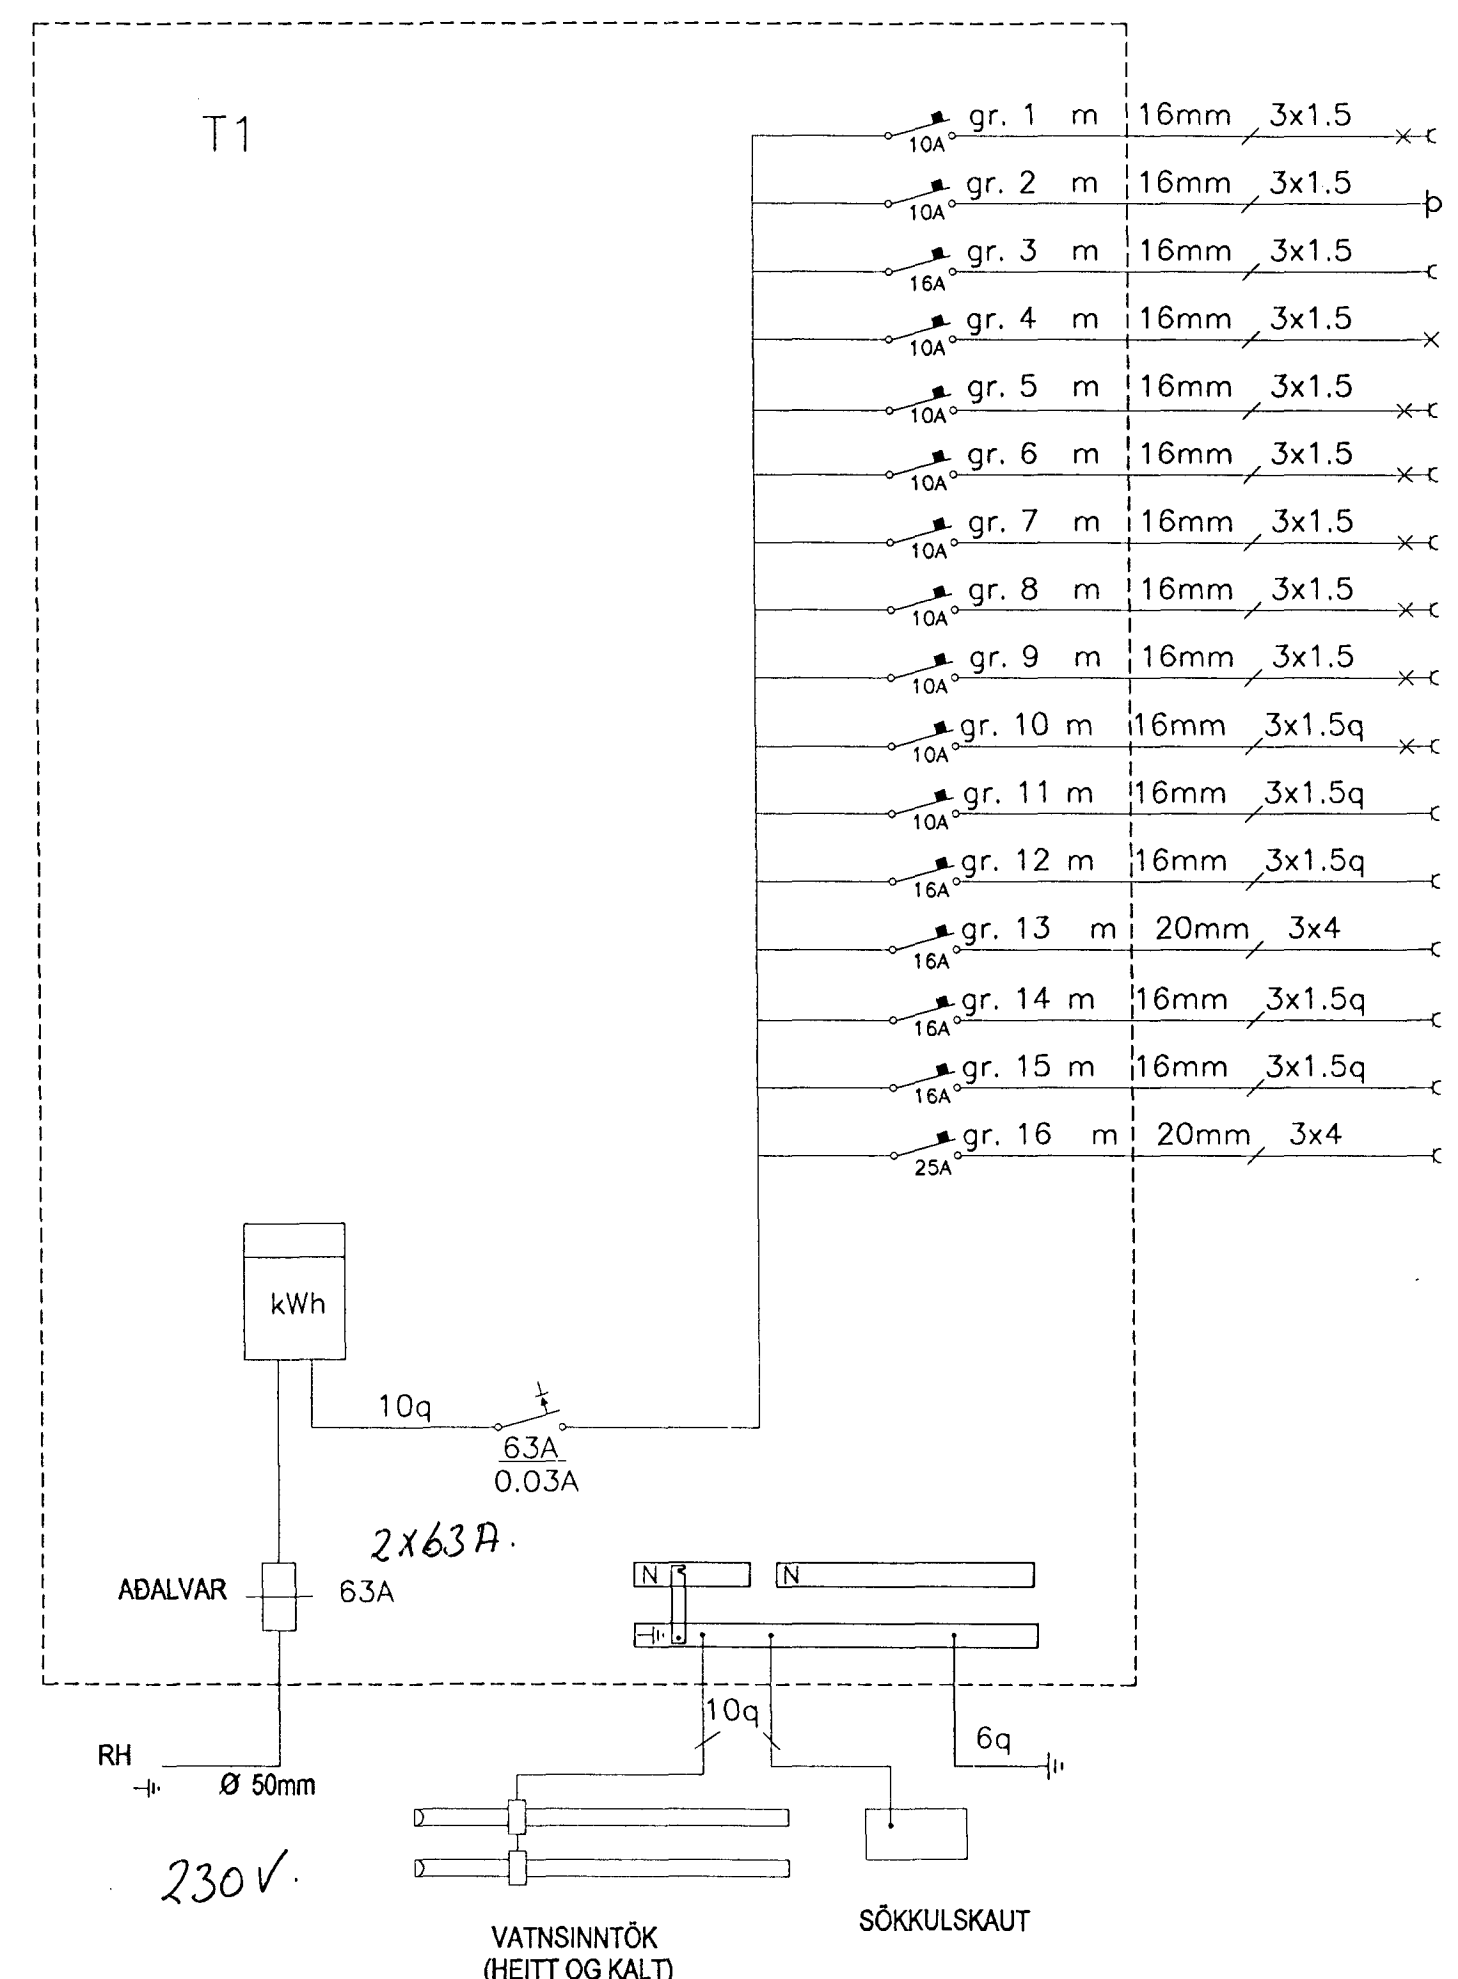 T1
gr. 1 m 16mm 3x1.5
10A
gr. 2 m 16mm 3x1.5
10A
gr. 3 m 16mm 3x1.5
16A
gr. 4 m 16mm 3x1.5
10A
gr. 5 m 16mm 3x1.5
10A
gr. 6 m 16mm 3x1.5
10A
gr. 7 m 16mm 3x1.5
10A
gr. 8 m 16mm 3x1.5
10A
gr. 9 m 16mm 3x1.5
10A
gr. 10 m 16mm 3x1.5q
10A
gr. 11 m 16mm 3x1.5q
10A
gr. 12 m 16mm 3x1.5q
16A
gr. 13 m 20mm 3x4
16A
gr. 14 m 16mm 3x1.5q
16A
gr. 15 m 16mm 3x1.5q
16A
gr. 16 m 20mm 3x4
25A
kWh
10q
63A
0.03A
2x63A.
AÐALVAR 63A
N N
10q
6q
RH
Ø 50mm
230V.
VATNSINNTÖK
(HEITT OG KALT)
SÖKKULSKAUT